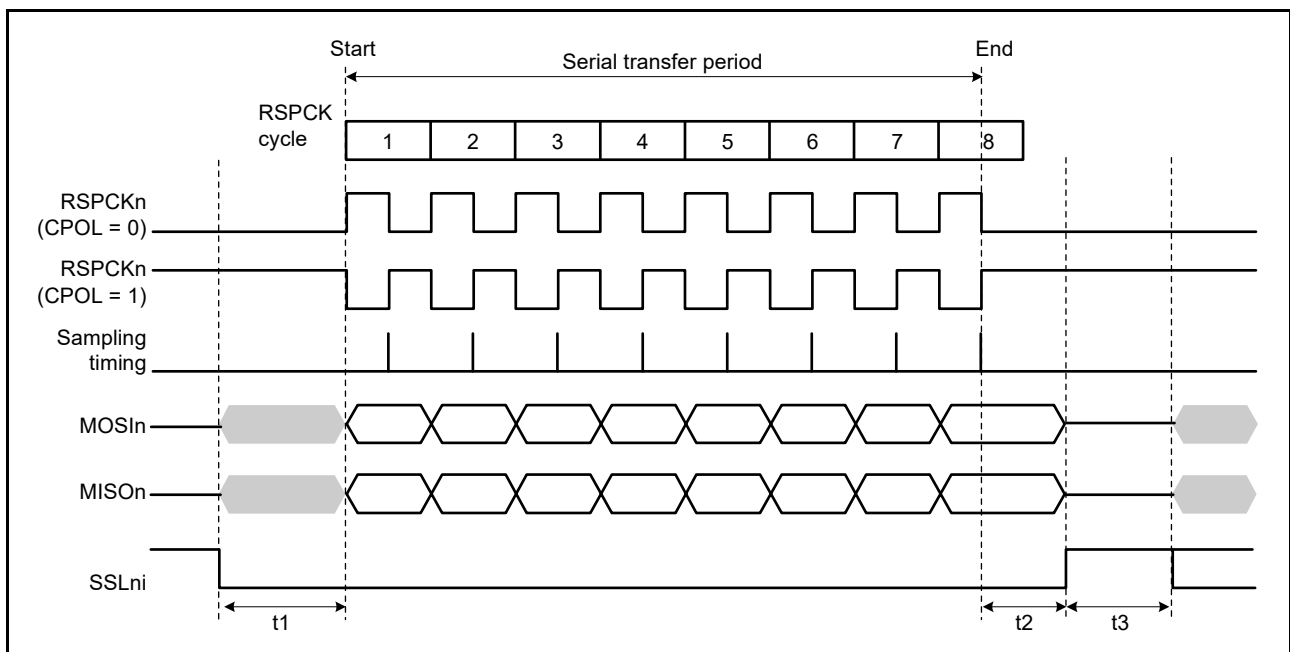 Start
End
Serial transfer period
RSPCK
cycle
1 2 3 4 5 6 7 8
RSPCKn
(CPOL = 0)
RSPCKn
(CPOL = 1)
Sampling
timing
MOSIn
MISOn
SSLni
t1
t2
t3